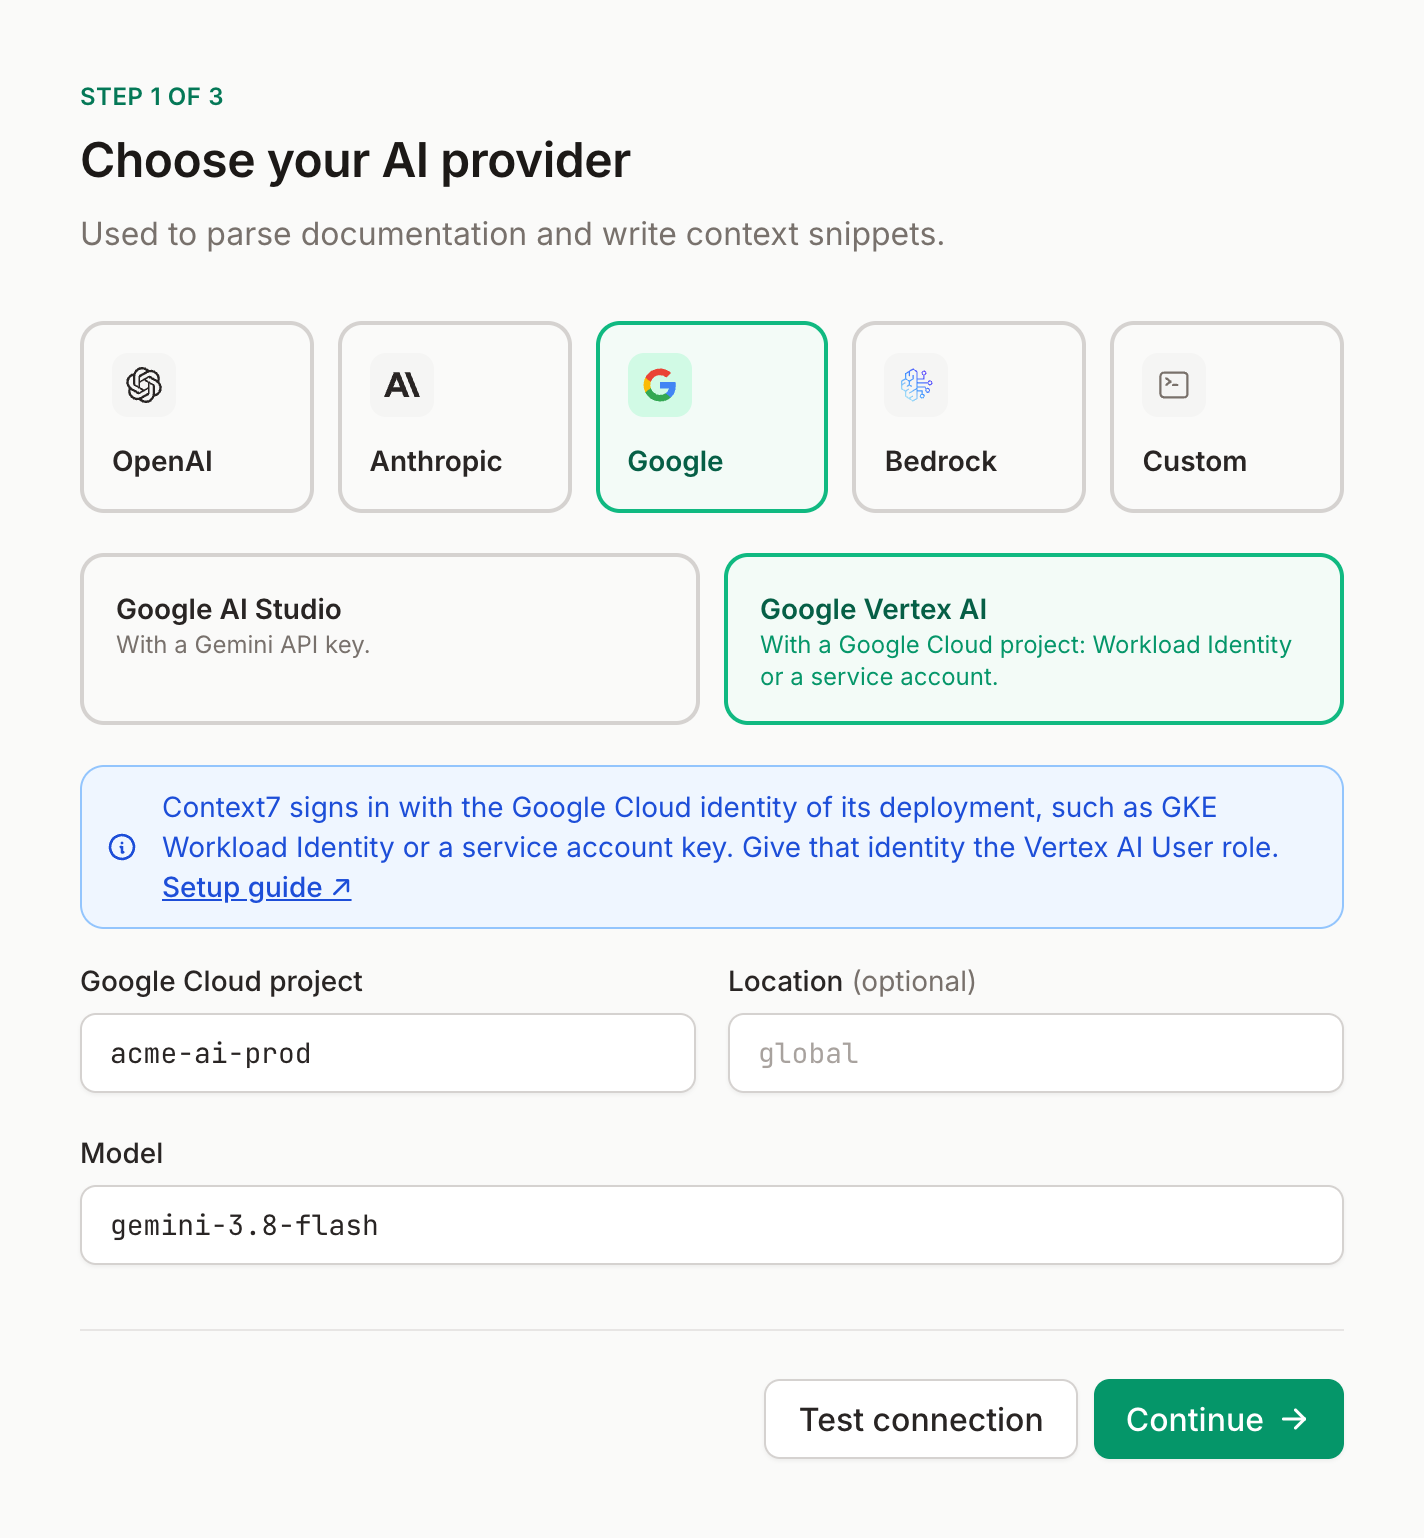 STEP 1 OF 3
Choose your AI provider
Used to parse documentation and write context snippets.
OpenAI
Anthropic
Google
Bedrock
Custom
Google AI Studio
With a Gemini API key.
Google Vertex AI
With a Google Cloud project: Workload Identity
or a service account.
Context7 signs in with the Google Cloud identity of its deployment, such as GKE
Workload Identity or a service account key. Give that identity the Vertex AI User role.
Setup guide ↗
Google Cloud project
Location (optional)
acme-ai-prod
global
Model
gemini-3.8-flash
Test connection
Continue →